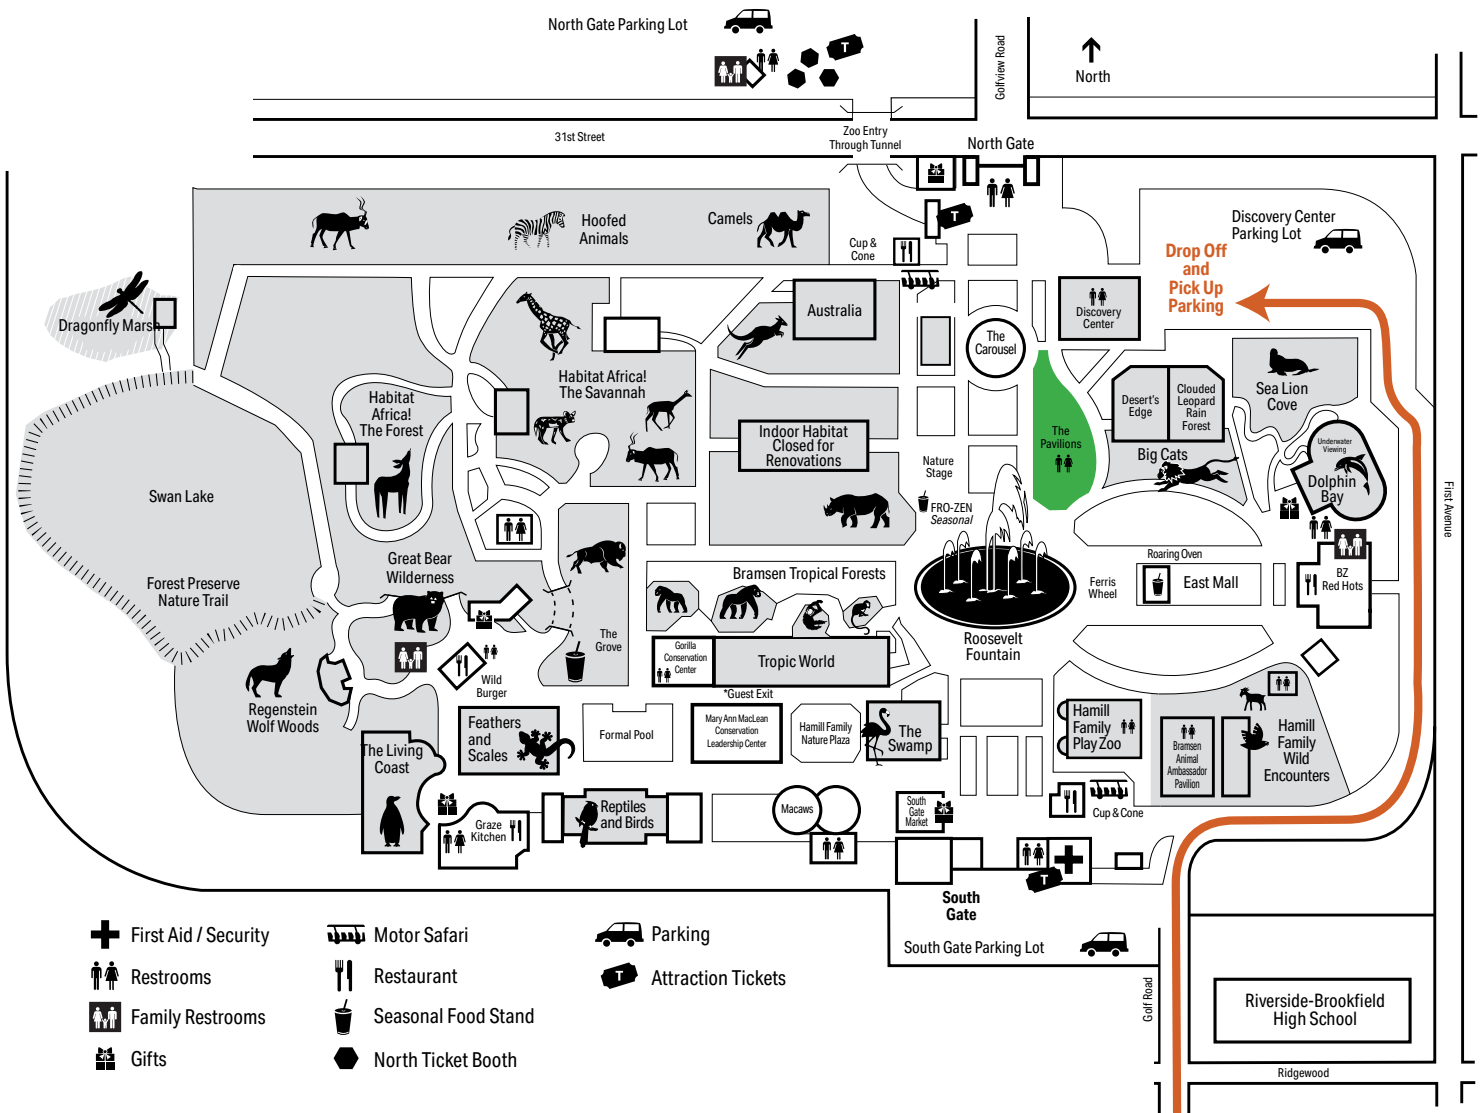 North Gate Parking Lot
T
Golfview Road
North
31st Street
Zoo Entry
Through Tunnel
North Gate
T
Hoofed
Animals
Camels
Cup &
Cone
Discovery Center
Parking Lot
Drop Off
and
Pick Up
Parking
Dragonfly Marsh
Australia
The
Carousel
Discovery
Center
Habitat Africa!
The Savannah
Habitat
Africa!
The Forest
Desert's
Edge
Clouded
Leopard
Rain
Forest
Sea Lion
Cove
Indoor Habitat
Closed for
Renovations
The
Pavilions
Big Cats
Underwater
Viewing
Dolphin
Bay
Nature
Stage
FRO-ZEN
Seasonal
First Avenue
Swan Lake
Forest Preserve
Nature Trail
Great Bear
Wilderness
Bramsen Tropical Forests
Ferris
Wheel
Roaring Oven
East Mall
BZ
Red Hots
The
Grove
Gorilla
Conservation
Center
Tropic World
Roosevelt
Fountain
Wild
Burger
*Guest Exit
Regenstein
Wolf Woods
Feathers
and
Scales
Formal Pool
Mary Ann MacLean
Conservation
Leadership Center
Hamill Family
Nature Plaza
The
Swamp
Hamill
Family
Play Zoo
Bramsen
Animal
Ambassador
Pavilion
Hamill
Family
Wild
Encounters
The Living
Coast
Graze
Kitchen
Reptiles
and Birds
Macaws
South
Gate
Market
Cup & Cone
T
South
Gate
South Gate Parking Lot
Golf Road
Riverside-Brookfield
High School
Ridgewood
First Aid / Security
Restrooms
Family Restrooms
Gifts
Motor Safari
Restaurant
Seasonal Food Stand
North Ticket Booth
Parking
T
Attraction Tickets